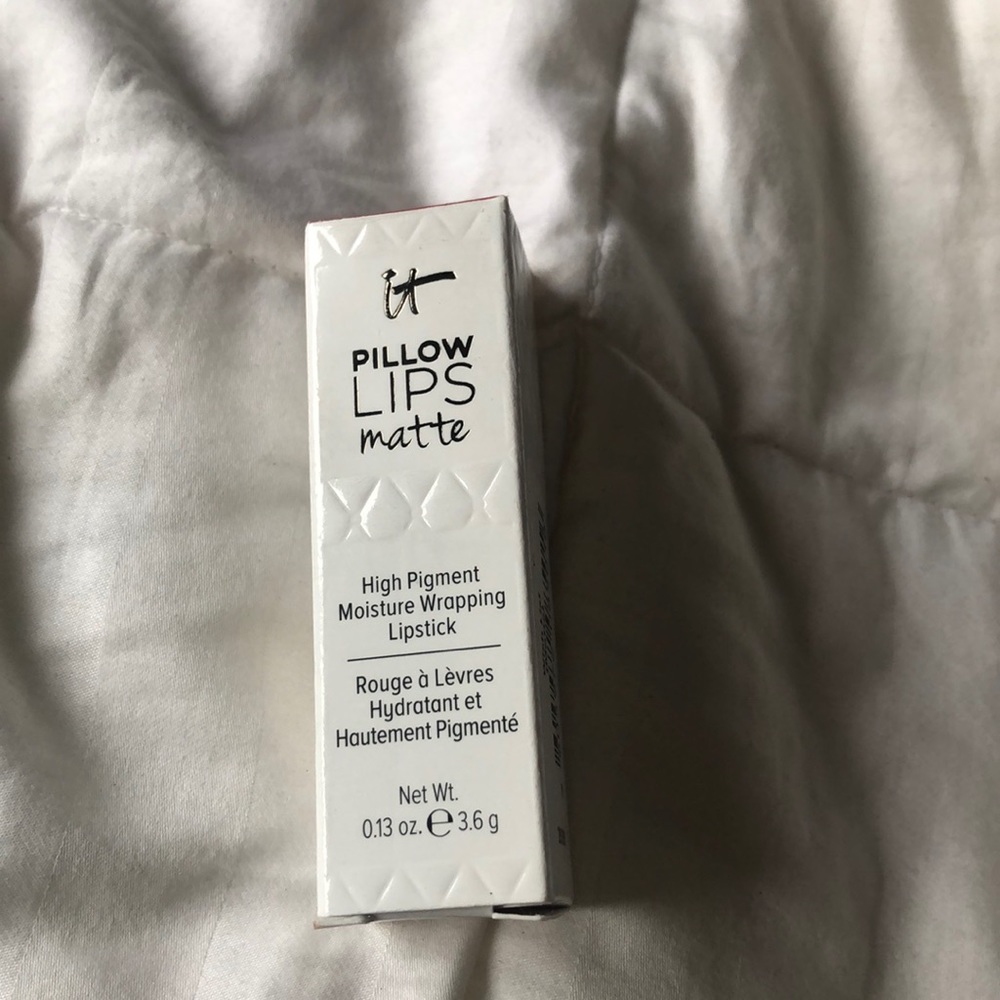 it
PILLOW
LIPS
matte
High Pigment
Moisture Wrapping
Lipstick
Rouge à Lèvres
Hydratant et
Hautement Pigmenté
Net Wt.
0.13 oz. ℮ 3.6 g